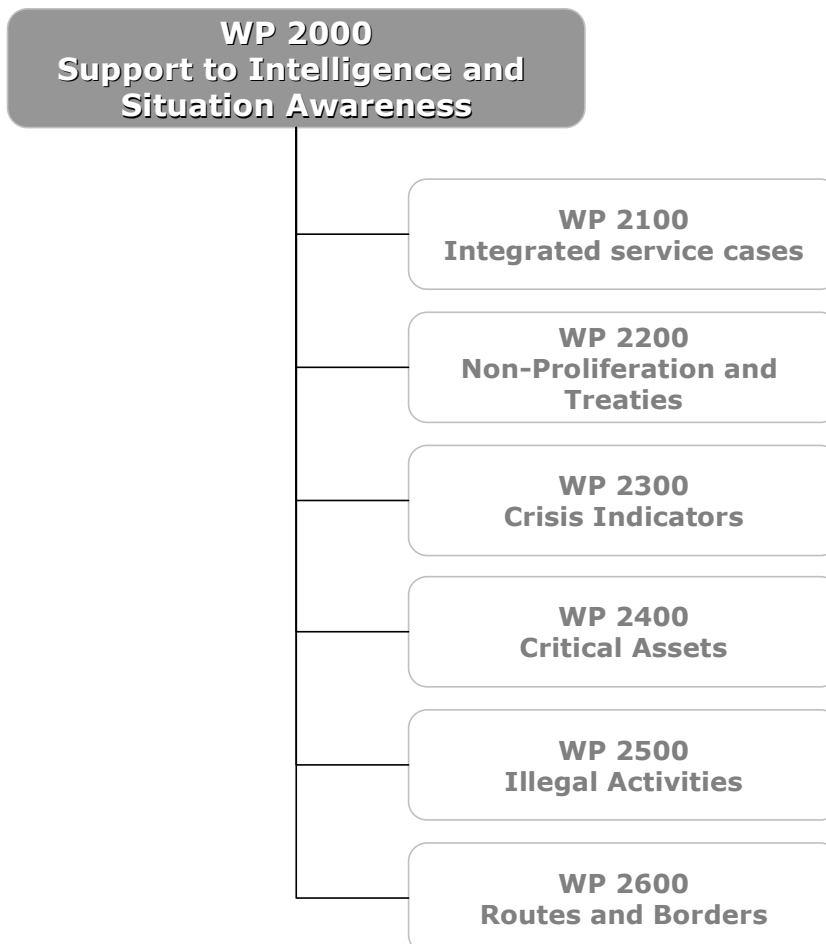 WP 2000
Support to Intelligence and
Situation Awareness
WP 2100
Integrated service cases
WP 2200
Non-Proliferation and
Treaties
WP 2300
Crisis Indicators
WP 2400
Critical Assets
WP 2500
Illegal Activities
WP 2600
Routes and Borders